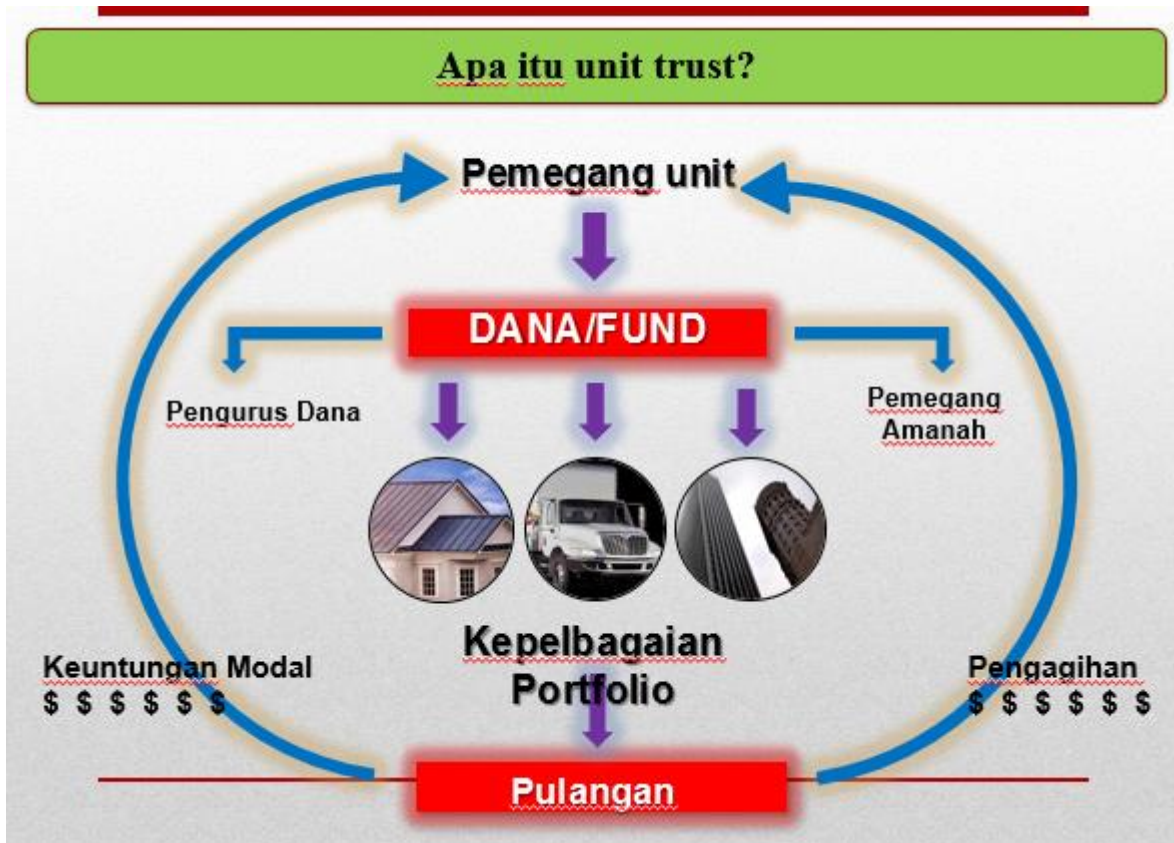 Apa itu unit trust?
Pemegang unit
DANA/FUND
Pengurus Dana
Pemegang
Amanah
Kepelbagaian
Portfolio
Keuntungan Modal
$ $ $ $ $ $
Pengagihan
$ $ $ $ $ $
Pulangan